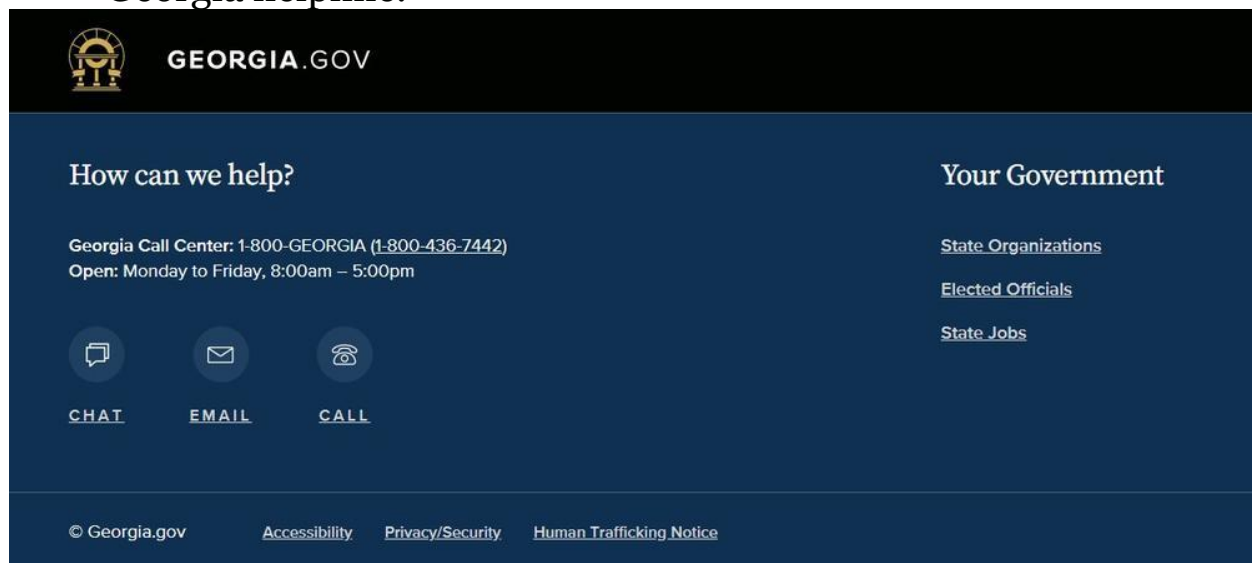 Georgia helpline.
GEORGIA.GOV
How can we help?
Georgia Call Center: 1-800-GEORGIA (1-800-436-7442)
Open: Monday to Friday, 8:00am – 5:00pm
CHAT EMAIL CALL
Your Government
State Organizations
Elected Officials
State Jobs
© Georgia.gov Accessibility Privacy/Security Human Trafficking Notice